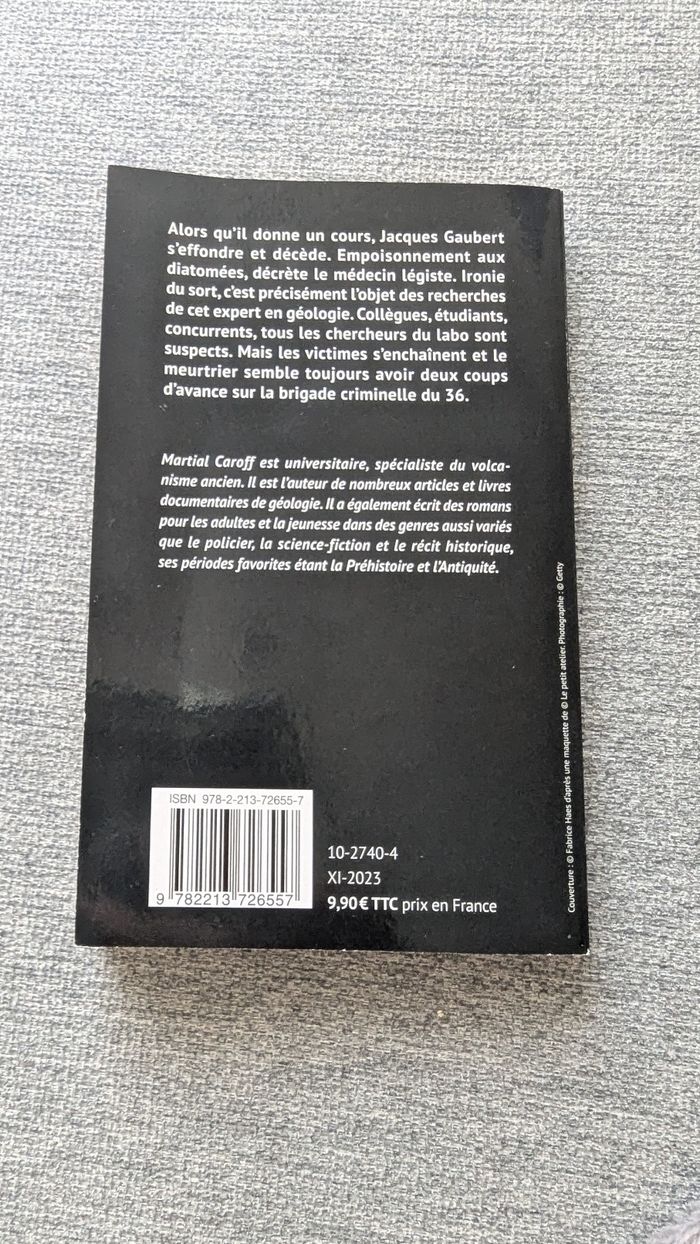 Alors qu'il donne un cours, Jacques Gaubert
s'effondre et décède. Empoisonnement aux
diatomées, décrète le médecin légiste. Ironie
du sort, c'est précisément l'objet des recherches
de cet expert en géologie. Collègues, étudiants,
concurrents, tous les chercheurs du labo sont
suspects. Mais les victimes s'enchaînent et le
meurtrier semble toujours avoir deux coups
d'avance sur la brigade criminelle du 36.
Martial Caroff est universitaire, spécialiste du volca-
nisme ancien. Il est l'auteur de nombreux articles et livres
documentaires de géologie. Il a également écrit des romans
pour les adultes et la jeunesse dans des genres aussi variés
que le policier, la science-fiction et le récit historique,
ses périodes favorites étant la Préhistoire et l'Antiquité.
ISBN 978-2-213-72655-7
9 782213 726557
10-2740-4
XI-2023
9,90 € TTC prix en France
Couverture : © Fabrice Haes d'après une maquette de © Le petit atelier. Photographie : © Getty